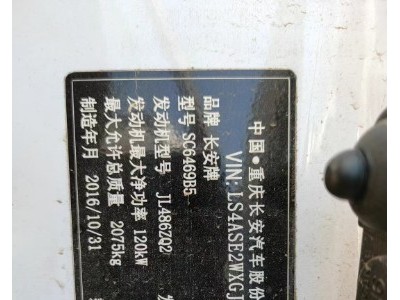 中国·重庆长安汽车股份
VIN:LS4ASE2WXGJ
品牌 长安牌
型号 SC6469B5
发动机型号 JL486ZQ2
发动机最大净功率 120kW
最大允许总质量 2075kg
制造年月 2016/10/31